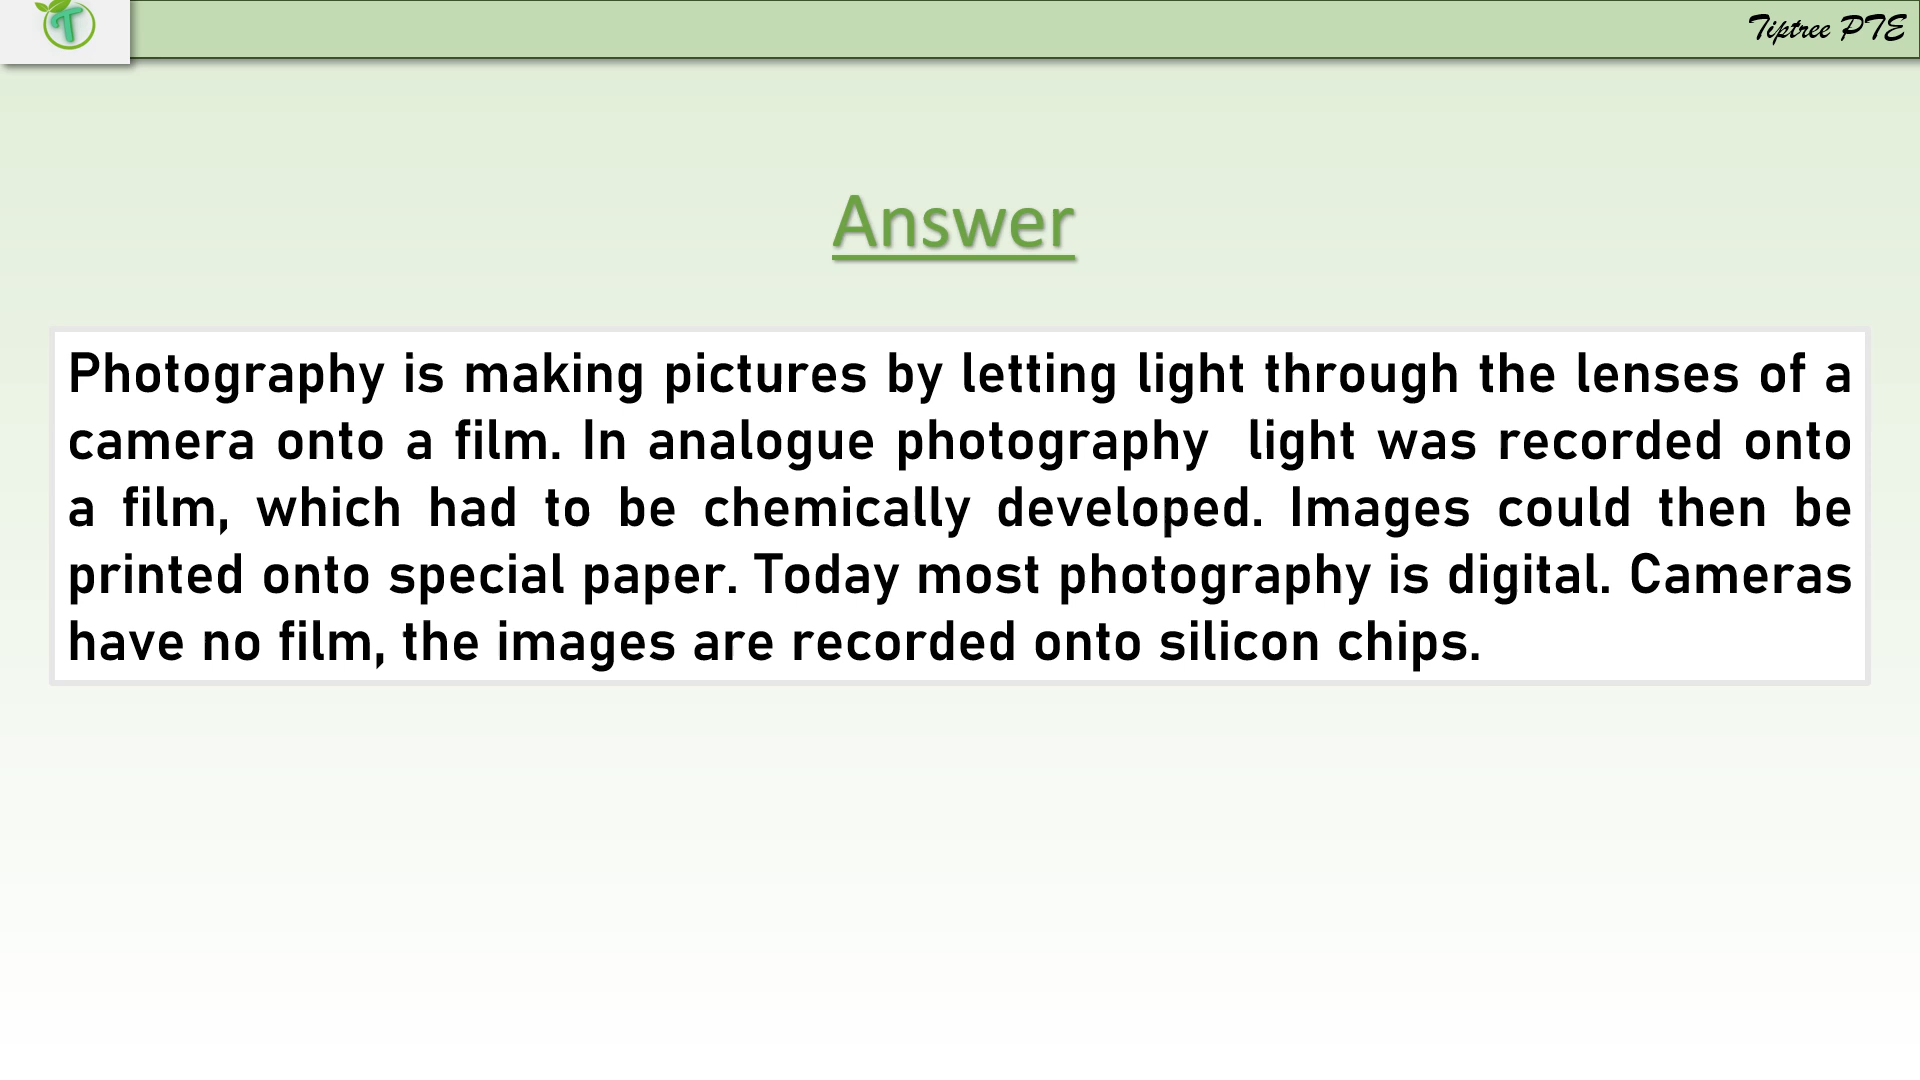 T
Tiptree PTE
Answer
Photography is making pictures by letting light through the lenses of a
camera onto a film. In analogue photography  light was recorded onto
a film, which had to be chemically developed. Images could then be
printed onto special paper. Today most photography is digital. Cameras
have no film, the images are recorded onto silicon chips.